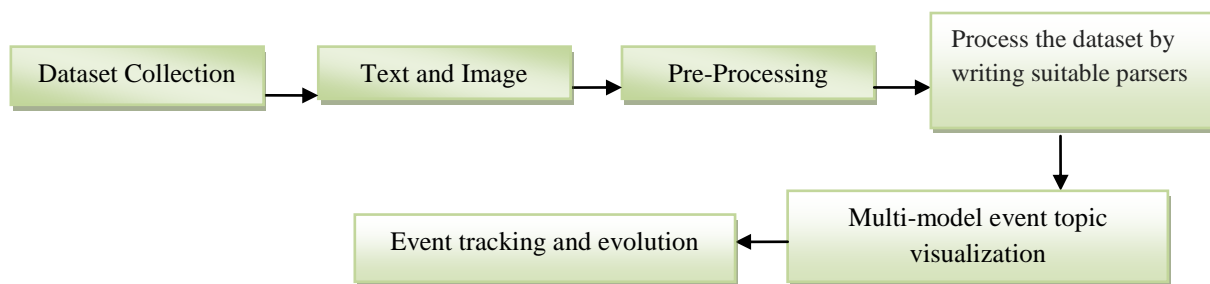 Dataset Collection
Text and Image
Pre-Processing
Process the dataset by
writing suitable parsers
Multi-model event topic
visualization
Event tracking and evolution